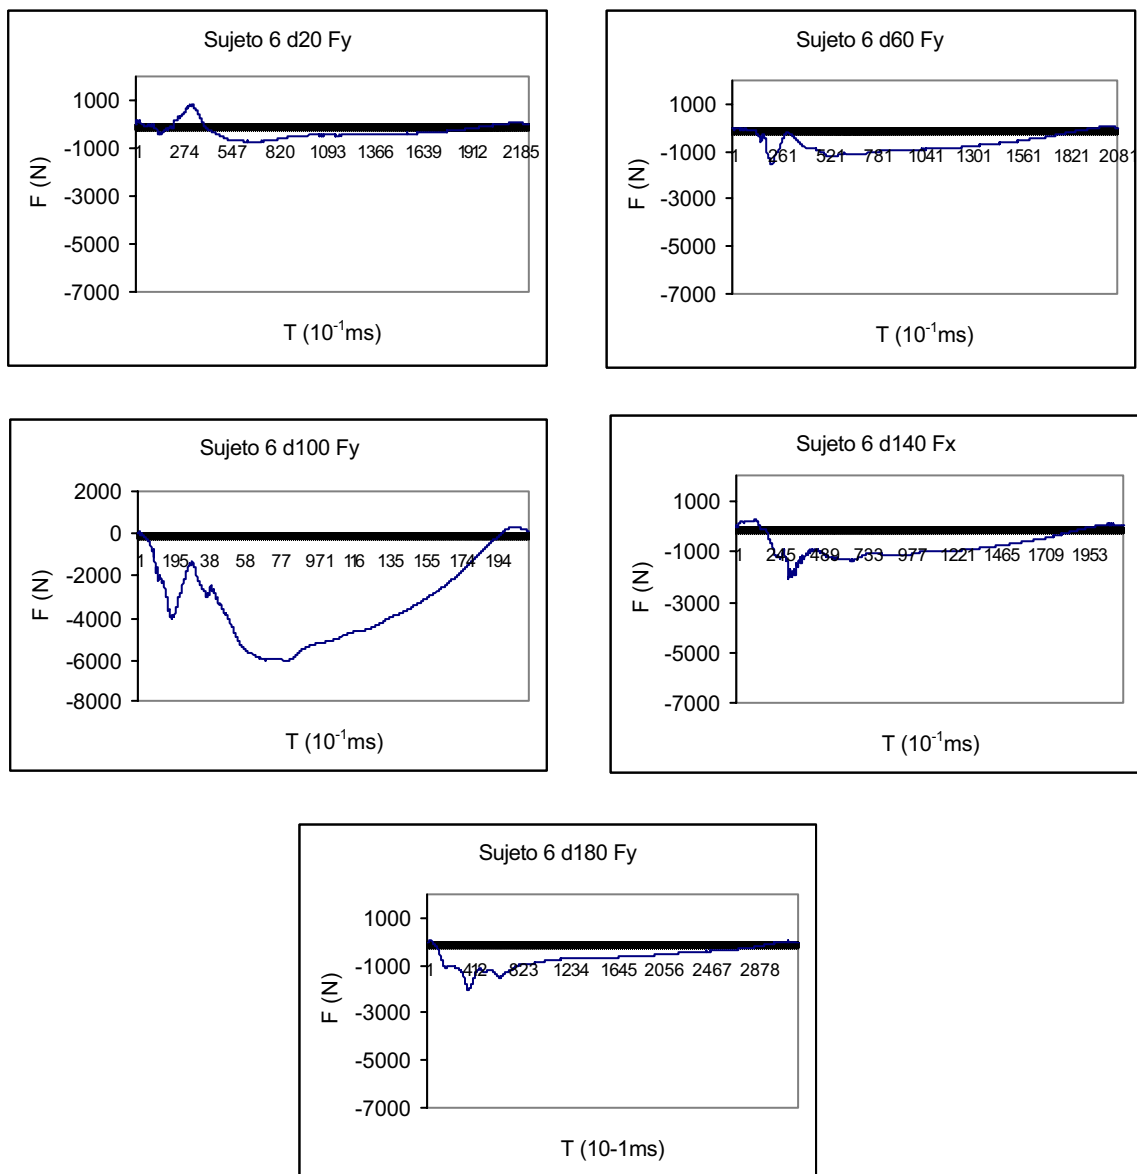 Sujeto 6 d20 Fy
1000
-1000
-3000
-5000
-7000
1 274 547 820 1093 1366 1639 1912 2185
F (N)
T (10-1ms)
Sujeto 6 d60 Fy
1000
-1000
-3000
-5000
-7000
1 261 521 781 1041 1301 1561 1821 2081
F (N)
T (10-1ms)
Sujeto 6 d100 Fy
2000
0
-2000
-4000
-6000
-8000
1 195 38 58 77 971 116 135 155 174 194
F (N)
T (10-1ms)
Sujeto 6 d140 Fx
1000
-1000
-3000
-5000
-7000
1 245 489 733 977 1221 1465 1709 1953
F (N)
T (10-1ms)
Sujeto 6 d180 Fy
1000
-1000
-3000
-5000
-7000
1 412 823 1234 1645 2056 2467 2878
F (N)
T (10-1ms)